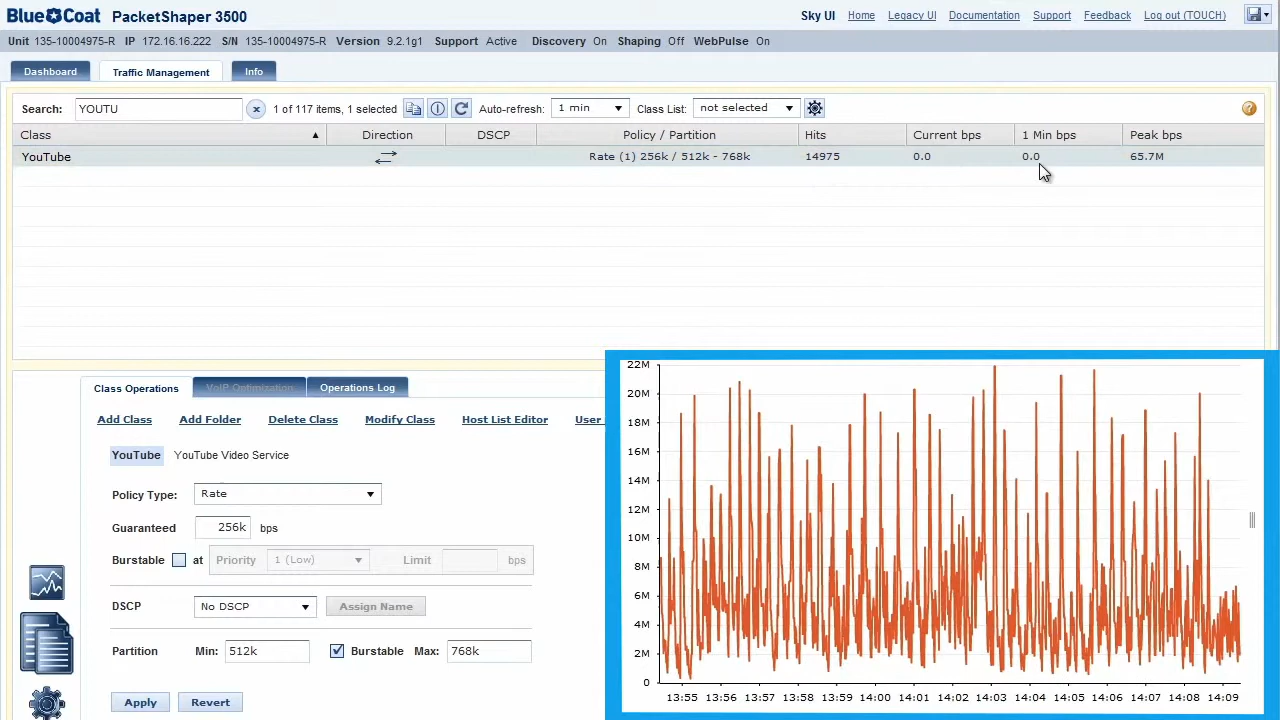 Blue Coat PacketShaper 3500 Sky UI Home Legacy UI Documentation Support Feedback Log out (TOUCH)
Unit 135-10004975-R IP 172.16.16.222 S/N 135-10004975-R Version 9.2.1g1 Support Active Discovery On Shaping Off WebPulse On
Dashboard Traffic Management Info
Search: YOUTU 1 of 117 items, 1 selected Auto-refresh: 1 min Class List: not selected
Class Direction DSCP Policy / Partition Hits Current bps 1 Min bps Peak bps
YouTube Rate (1) 256k / 512k - 768k 14975 0.0 0.0 65.7M
Class Operations VoIP Optimization Operations Log
Add Class Add Folder Delete Class Modify Class Host List Editor User
YouTube YouTube Video Service
Policy Type: Rate
Guaranteed 256k bps
Burstable at Priority 1 (Low) Limit bps
DSCP No DSCP Assign Name
Partition Min: 512k Burstable Max: 768k
Apply Revert
22M
20M
18M
16M
14M
12M
10M
8M
6M
4M
2M
0
13:55 13:56 13:57 13:58 13:59 14:00 14:01 14:02 14:03 14:04 14:05 14:06 14:07 14:08 14:09